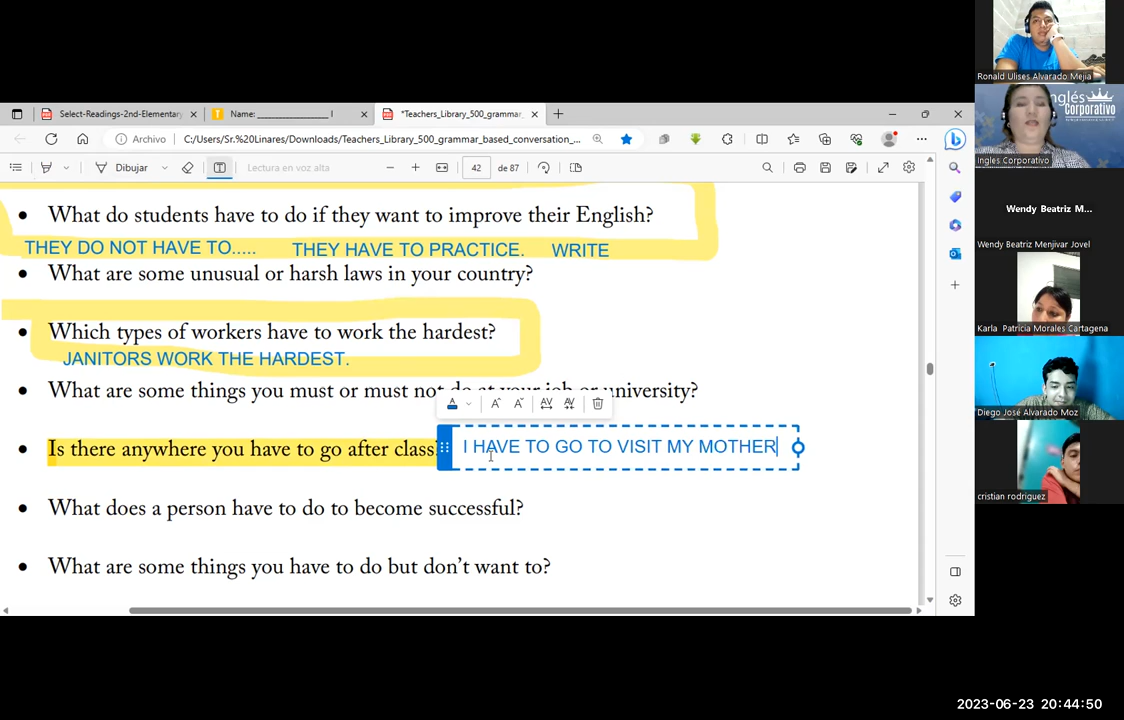 Select-Readings-2nd-Elementary
Name: _________________ I
*Teachers_Library_500_grammar_
Archivo
C:/Users/Sr.%20Linares/Downloads/Teachers_Library_500_grammar_based_conversation_...
Dibujar
Lectura en voz alta
42
de 87
What do students have to do if they want to improve their English?
THEY DO NOT HAVE TO..... THEY HAVE TO PRACTICE. WRITE
What are some unusual or harsh laws in your country?
Which types of workers have to work the hardest?
JANITORS WORK THE HARDEST.
What are some things you must or must not do at your job or university?
Is there anywhere you have to go after class
I HAVE TO GO TO VISIT MY MOTHER
What does a person have to do to become successful?
What are some things you have to do but don't want to?
Ronald Ulises Alvarado Mejia
Inglés
Corporativo
Ingles Corporativo
Wendy Beatriz M...
Wendy Beatriz Menjivar Jovel
Karla Patricia Morales Cartagena
Diego José Alvarado Moz
cristian rodriguez
2023-06-23 20:44:50